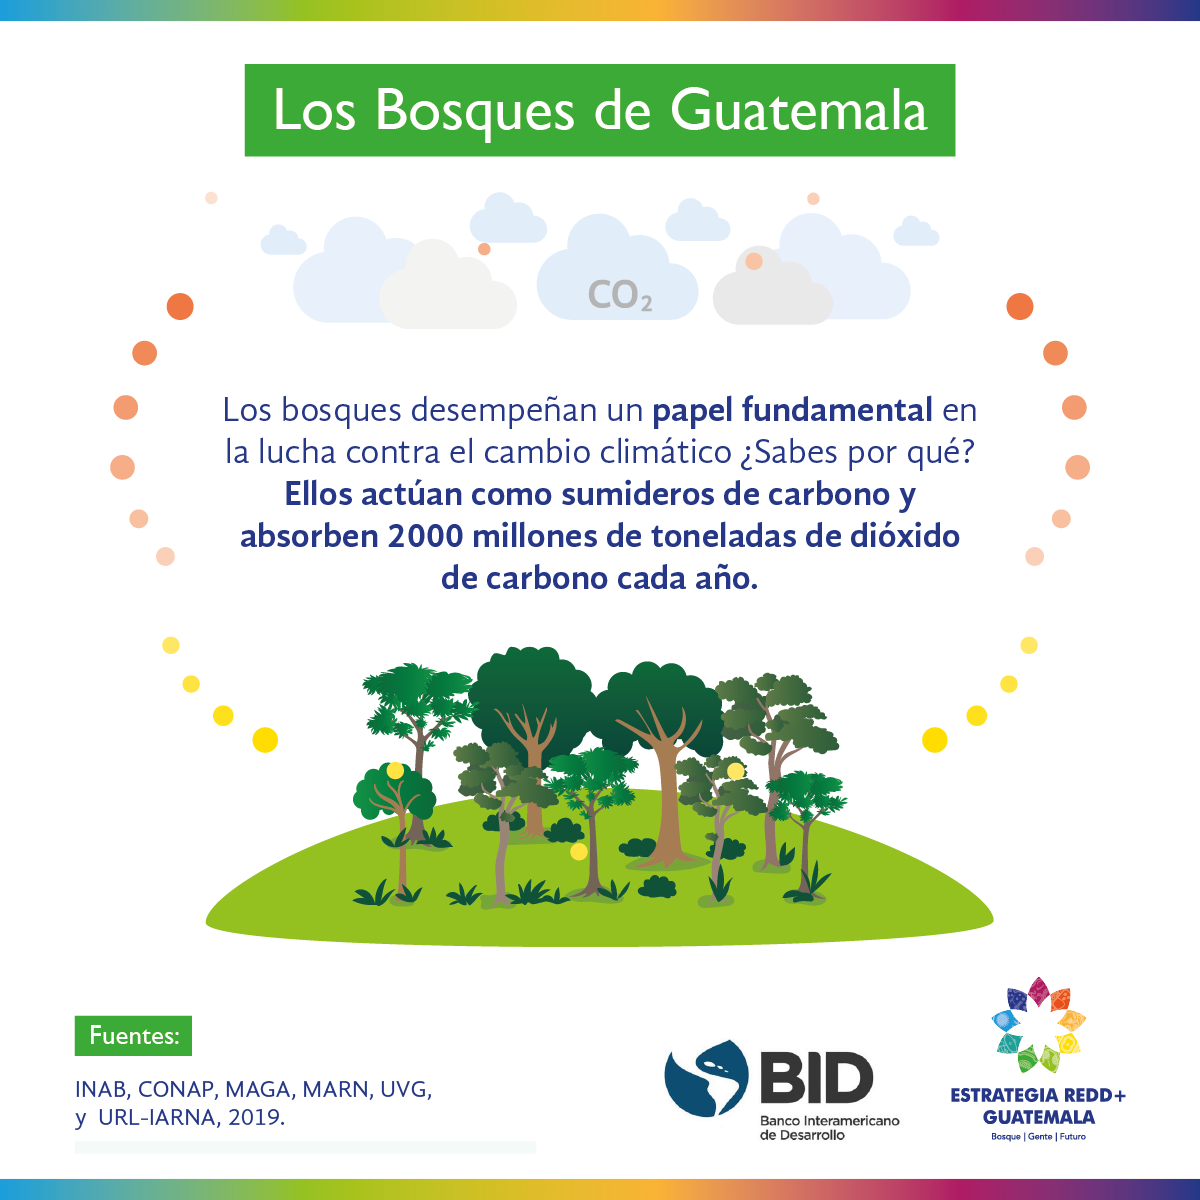 Los Bosques de Guatemala
CO₂
Los bosques desempeñan un papel fundamental en
la lucha contra el cambio climático ¿Sabes por qué?
Ellos actúan como sumideros de carbono y
absorben 2000 millones de toneladas de dióxido
de carbono cada año.
Fuentes:
INAB, CONAP, MAGA, MARN, UVG,
y URL-IARNA, 2019.
BID
Banco Interamericano
de Desarrollo
ESTRATEGIA REDD+
GUATEMALA
Bosque | Gente | Futuro